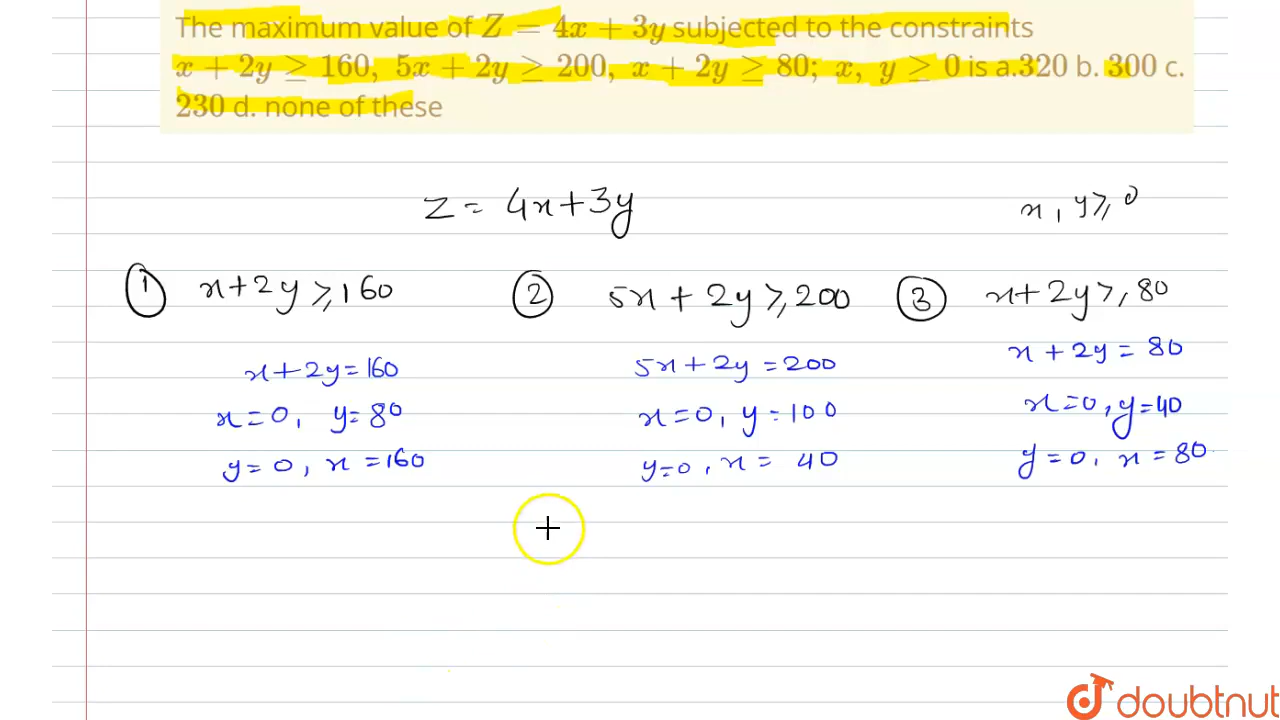 The maximum value of Z = 4x + 3y subjected to the constraints
x + 2y ≥ 160, 5x + 2y ≥ 200, x + 2y ≥ 80; x, y ≥ 0 is a.320 b. 300 c.
230 d. none of these
Z = 4x + 3y x, y ≥ 0
① x + 2y ≥ 160 ② 5x + 2y ≥ 200 ③ x + 2y ≥ 80
x + 2y = 160 5x + 2y = 200 x + 2y = 80
x = 0, y = 80 x = 0, y = 100 x = 0, y = 40
y = 0, x = 160 y = 0, x = 40 y = 0, x = 80
doubtnut